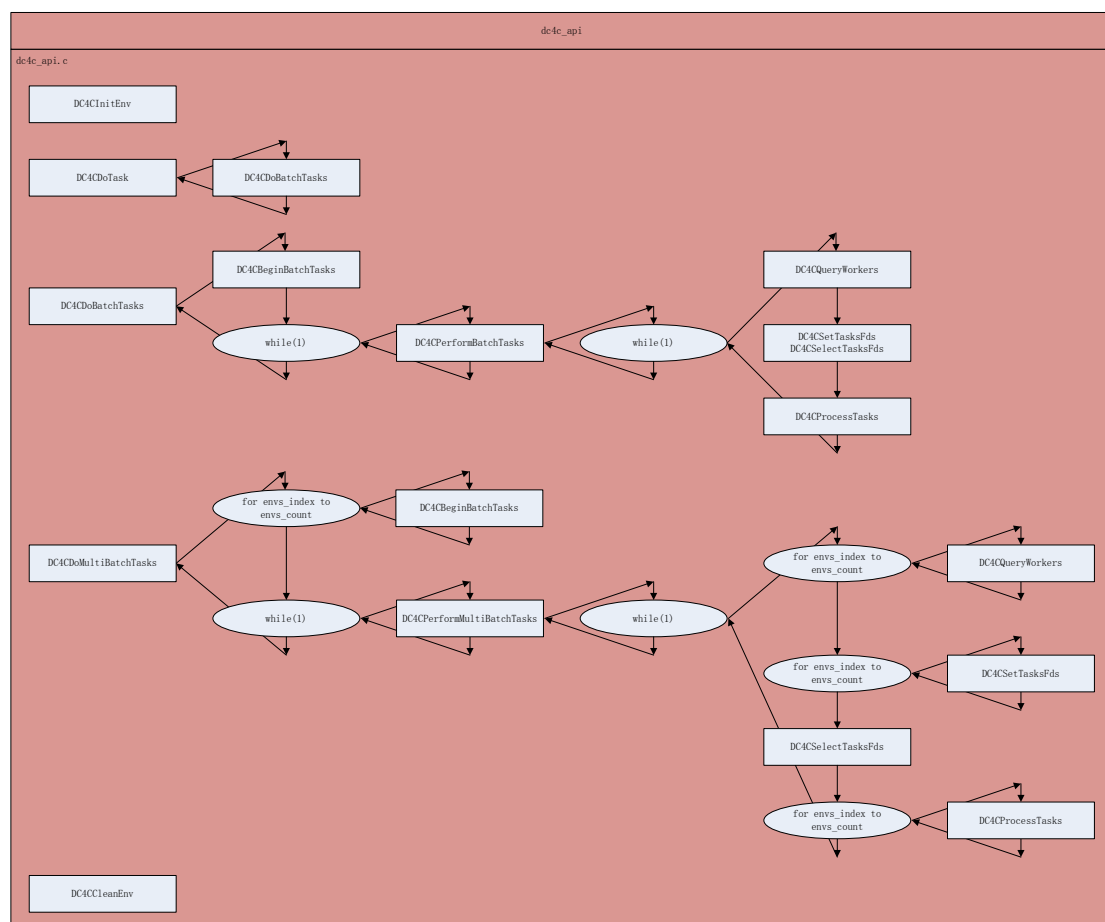 dc4c_api
dc4c_api.c
DC4CInitEnv
DC4CDoTask
DC4CDoBatchTasks
DC4CBeginBatchTasks
DC4CQueryWorkers
DC4CDoBatchTasks
while(1)
DC4CPerformBatchTasks
while(1)
DC4CSetTasksFds
DC4CSelectTasksFds
DC4CProcessTasks
for envs_index to
envs_count
DC4CBeginBatchTasks
DC4CDoMultiBatchTasks
for envs_index to
envs_count
DC4CQueryWorkers
while(1)
DC4CPerformMultiBatchTasks
while(1)
for envs_index to
envs_count
DC4CSetTasksFds
DC4CSelectTasksFds
for envs_index to
envs_count
DC4CProcessTasks
DC4CCleanEnv